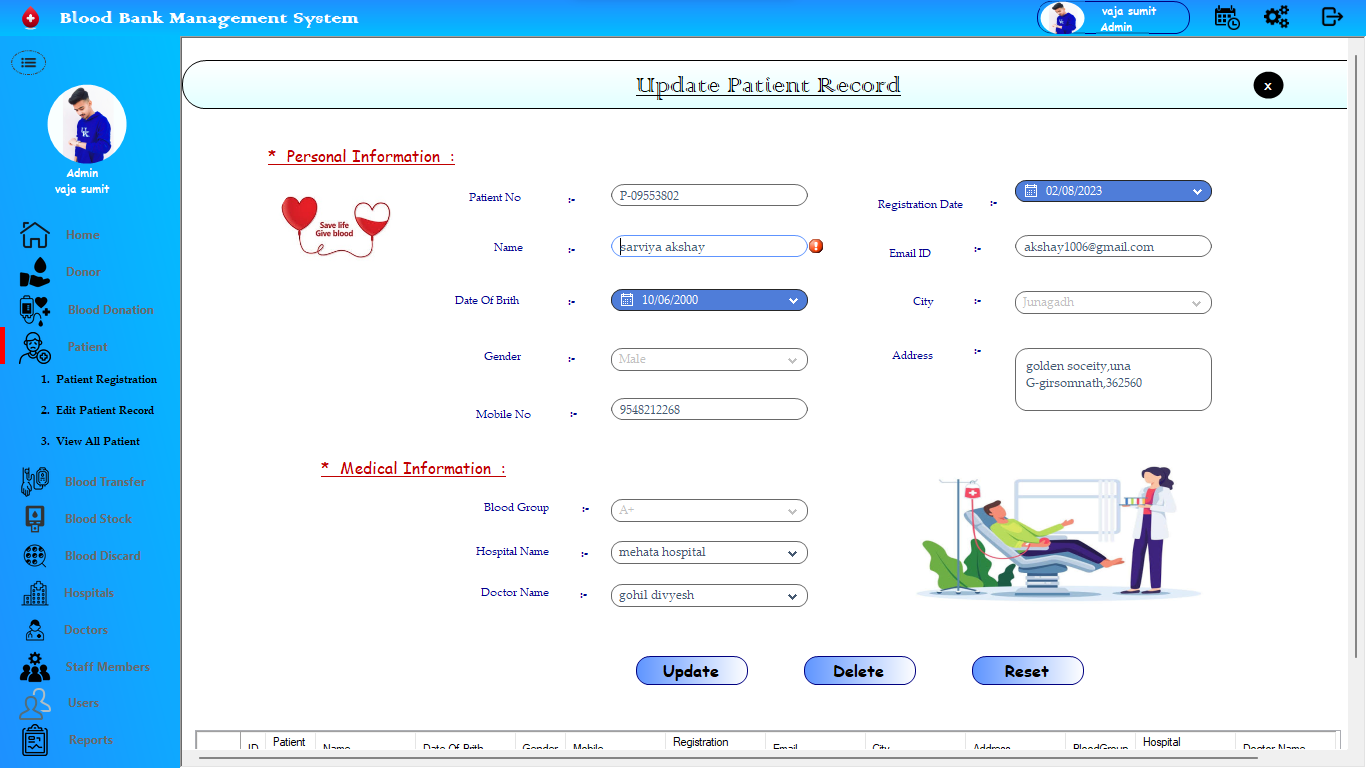 Blood Bank Management System
vaja sumit
Admin
Admin
vaja sumit
Home
Donor
Blood Donation
Patient
1. Patient Registration
2. Edit Patient Record
3. View All Patient
Blood Transfer
Blood Stock
Blood Discard
Hospitals
Doctors
Staff Members
Users
Reports
Update Patient Record
x
* Personal Information :
Save life
Give blood
Patient No :- P-09553802
Registration Date :- 02/08/2023
Name :- sarviya akshay
Email ID :- akshay1006@gmail.com
Date Of Brith :- 10/06/2000
City :- Junagadh
Gender :- Male
Address :- golden soceity,una
G-girsomnath,362560
Mobile No :- 9548212268
* Medical Information :
Blood Group :- A+
Hospital Name :- mehata hospital
Doctor Name :- gohil divyesh
Update Delete Reset
ID Patient Name Date Of Brith Gender Mobile Registration Email City Address BloodGroup Hospital Doctor Name